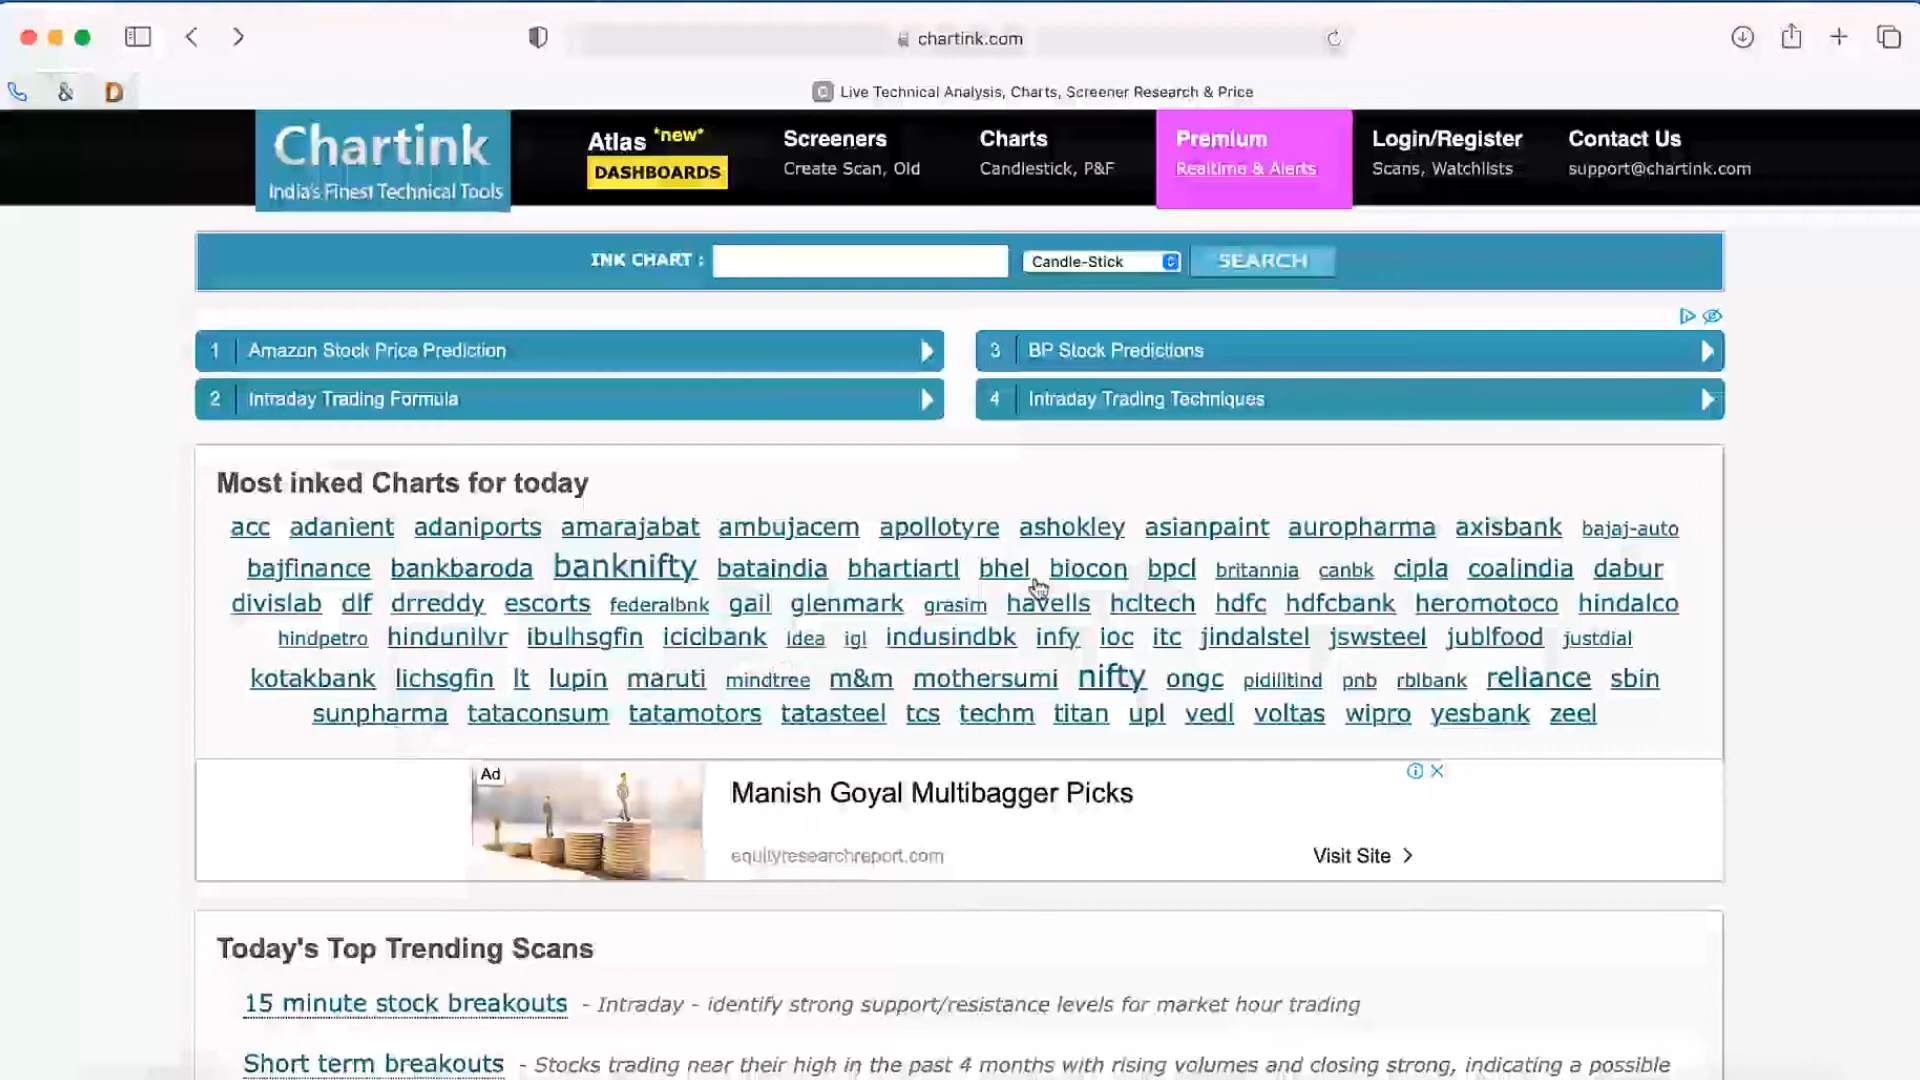 chartink.com
& D
Live Technical Analysis, Charts, Screener Research & Price
Chartink
India's Finest Technical Tools
Atlas *new*
DASHBOARDS
Screeners
Create Scan, Old
Charts
Candlestick, P&F
Premium
Realtime & Alerts
Login/Register
Scans, Watchlists
Contact Us
support@chartink.com
INK CHART : Candle-Stick SEARCH
1 Amazon Stock Price Prediction
2 Intraday Trading Formula
3 BP Stock Predictions
4 Intraday Trading Techniques
Most inked Charts for today
acc adanient adaniports amarajabat ambujacem apollotyre ashokley asianpaint auropharma axisbank bajaj-auto
bajfinance bankbaroda banknifty bataindia bhartiartl bhel biocon bpcl britannia canbk cipla coalindia dabur
divislab dlf drreddy escorts federalbnk gail glenmark grasim havells hcltech hdfc hdfcbank heromotoco hindalco
hindpetro hindunilvr ibulhsgfin icicibank idea igl indusindbk infy ioc itc jindalstel jswsteel jublfood justdial
kotakbank lichsgfin lt lupin maruti mindtree m&m mothersumi nifty ongc pidilitind pnb rblbank reliance sbin
sunpharma tataconsum tatamotors tatasteel tcs techm titan upl vedl voltas wipro yesbank zeel
Ad
Manish Goyal Multibagger Picks
equityresearchreport.com
Visit Site
Today's Top Trending Scans
15 minute stock breakouts - Intraday - identify strong support/resistance levels for market hour trading
Short term breakouts - Stocks trading near their high in the past 4 months with rising volumes and closing strong, indicating a possible